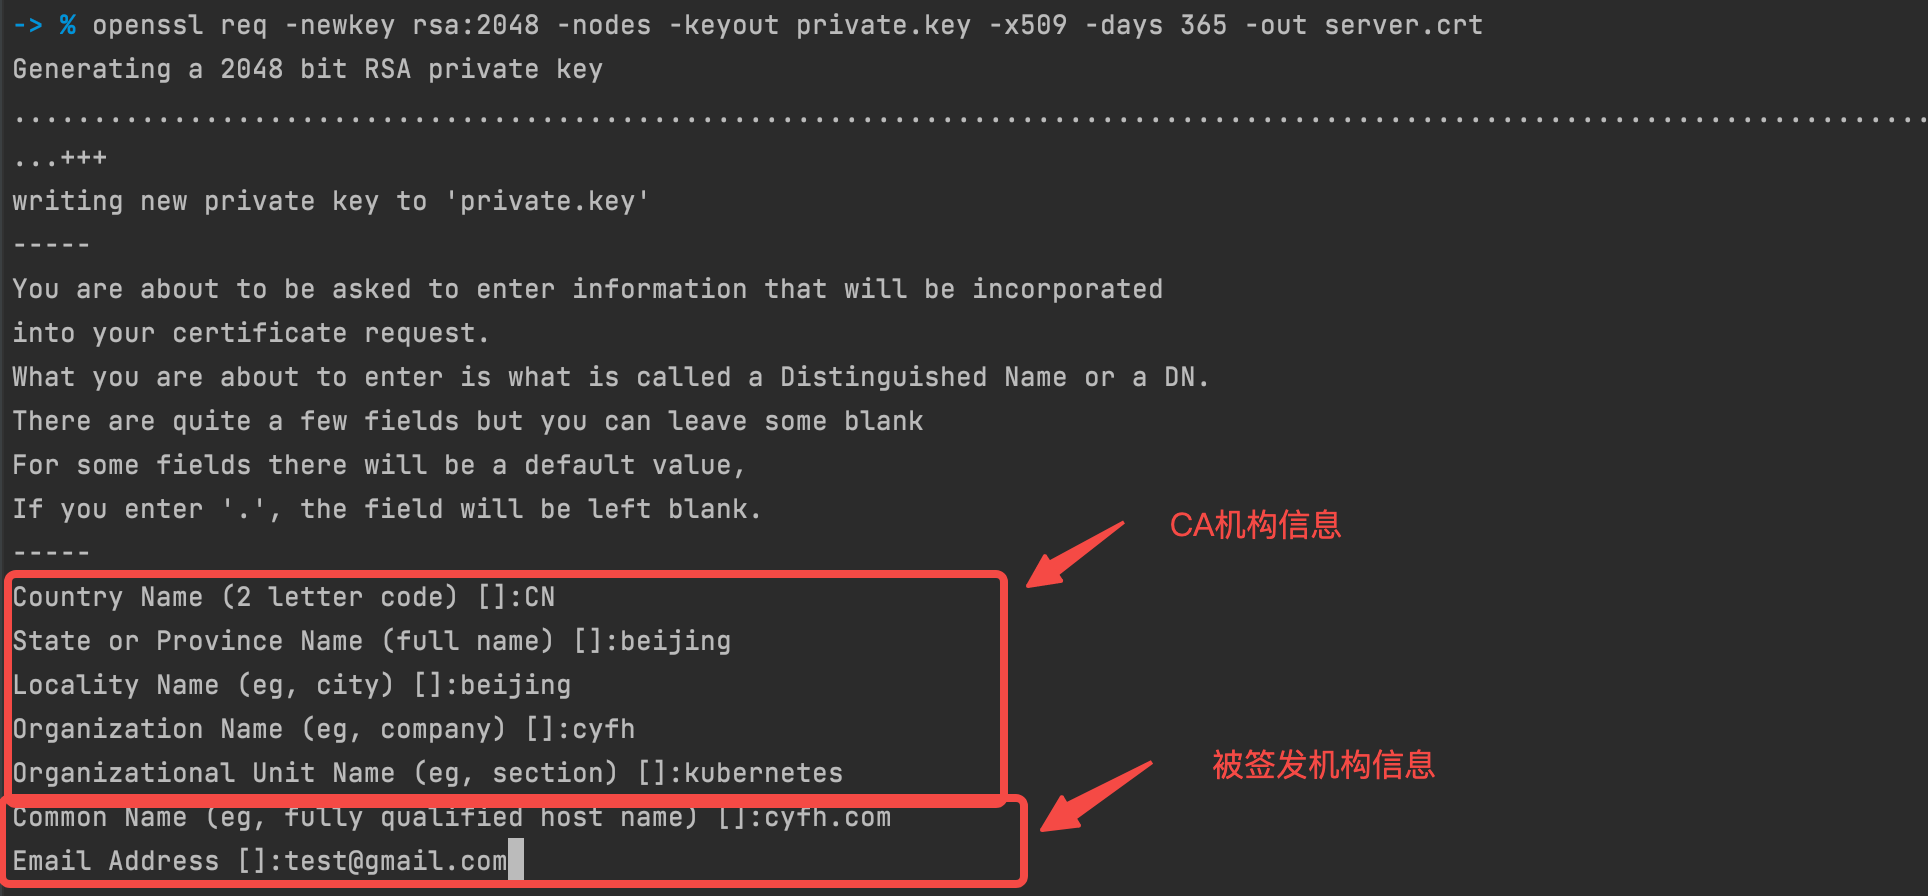 -> % openssl req -newkey rsa:2048 -nodes -keyout private.key -x509 -days 365 -out server.crt
Generating a 2048 bit RSA private key
........................................................................................................................
...+++
writing new private key to 'private.key'
-----
You are about to be asked to enter information that will be incorporated
into your certificate request.
What you are about to enter is what is called a Distinguished Name or a DN.
There are quite a few fields but you can leave some blank
For some fields there will be a default value,
If you enter '.', the field will be left blank.
-----
CA机构信息
Country Name (2 letter code) []:CN
State or Province Name (full name) []:beijing
Locality Name (eg, city) []:beijing
Organization Name (eg, company) []:cyfh
Organizational Unit Name (eg, section) []:kubernetes
被签发机构信息
Common Name (eg, fully qualified host name) []:cyfh.com
Email Address []:test@gmail.com